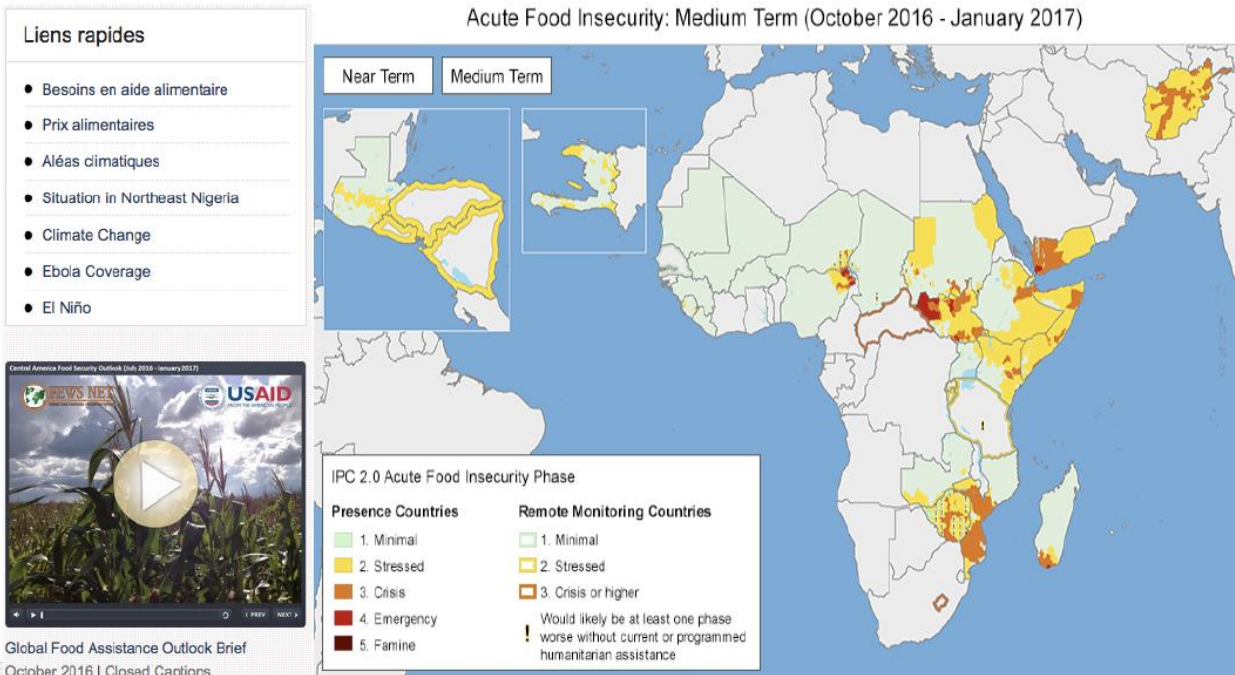 Liens rapides
Besoins en aide alimentaire
Prix alimentaires
Aléas climatiques
Situation in Northeast Nigeria
Climate Change
Ebola Coverage
El Niño
Central America Food Security Outlook (July 2016 - January 2017)
FEWS NET
USAID
FROM THE AMERICAN PEOPLE
PREV
NEXT
Global Food Assistance Outlook Brief
October 2016 | Closed Captions
Acute Food Insecurity: Medium Term (October 2016 - January 2017)
Near Term
Medium Term
!
IPC 2.0 Acute Food Insecurity Phase
Presence Countries
1. Minimal
2. Stressed
3. Crisis
4. Emergency
5. Famine
Remote Monitoring Countries
1. Minimal
2. Stressed
3. Crisis or higher
! Would likely be at least one phase
worse without current or programmed
humanitarian assistance